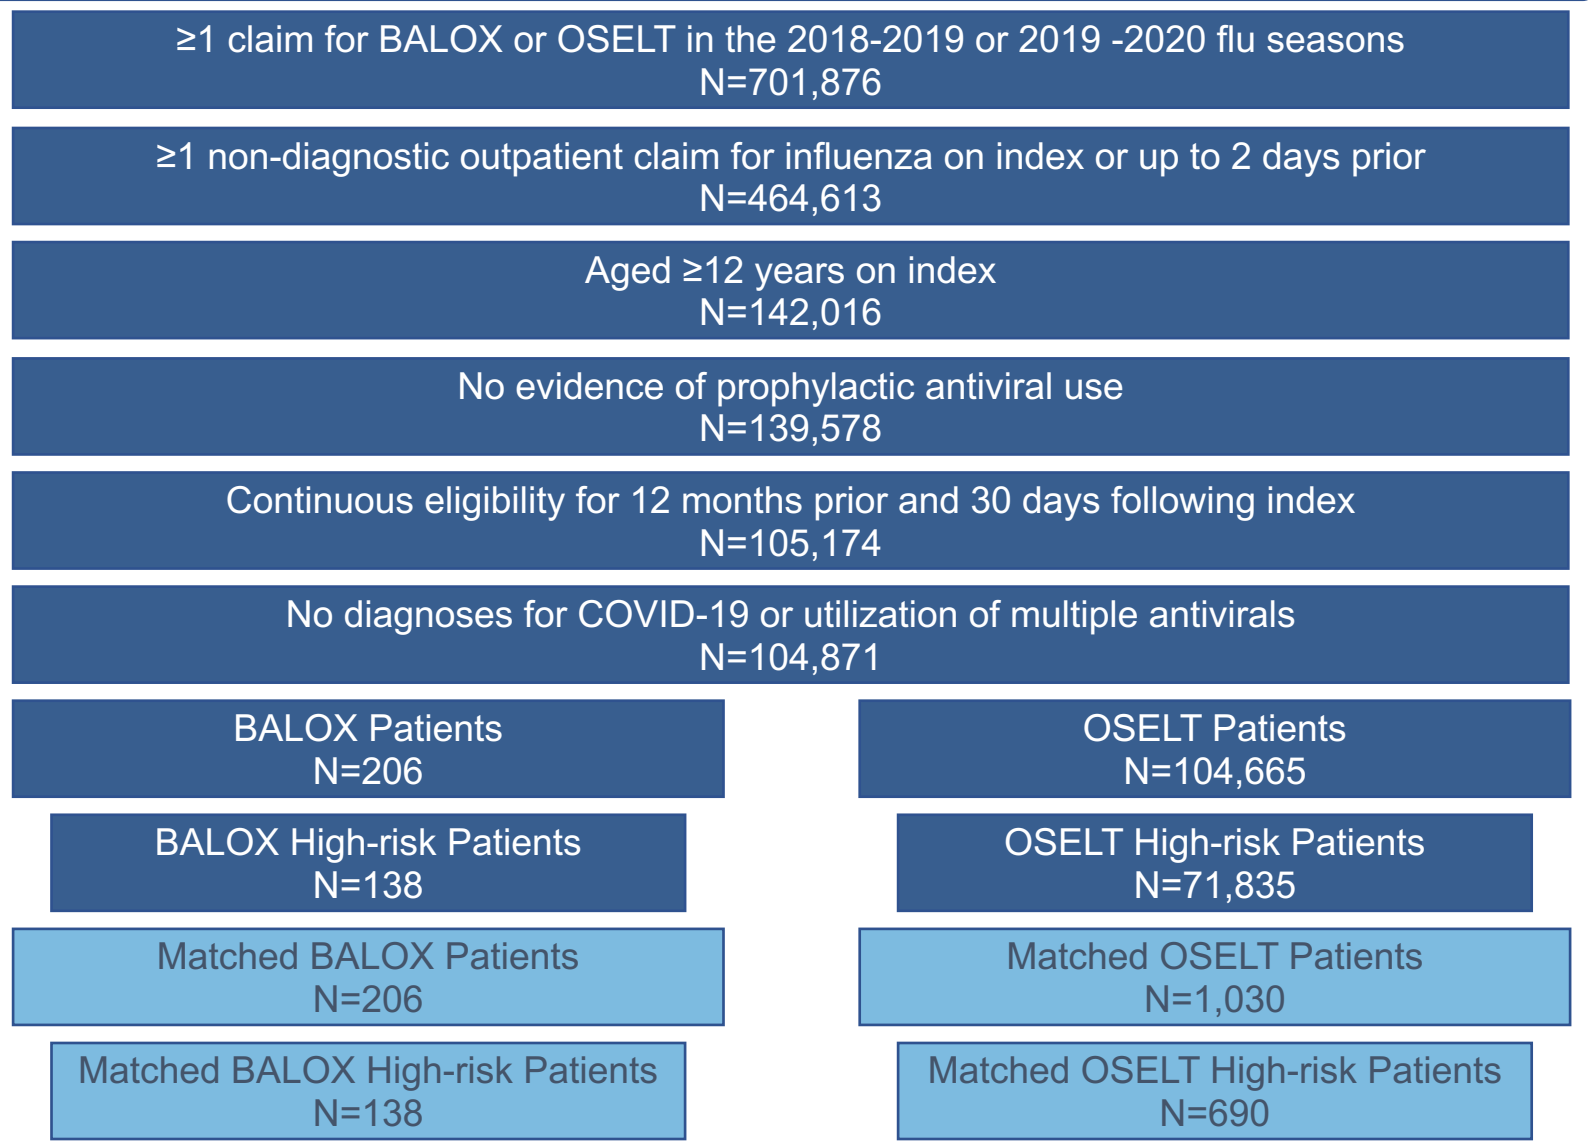 ≥1 claim for BALOX or OSELT in the 2018-2019 or 2019 -2020 flu seasons
N=701,876
≥1 non-diagnostic outpatient claim for influenza on index or up to 2 days prior
N=464,613
Aged ≥12 years on index
N=142,016
No evidence of prophylactic antiviral use
N=139,578
Continuous eligibility for 12 months prior and 30 days following index
N=105,174
No diagnoses for COVID-19 or utilization of multiple antivirals
N=104,871
BALOX Patients
N=206
OSELT Patients
N=104,665
BALOX High-risk Patients
N=138
OSELT High-risk Patients
N=71,835
Matched BALOX Patients
N=206
Matched OSELT Patients
N=1,030
Matched BALOX High-risk Patients
N=138
Matched OSELT High-risk Patients
N=690